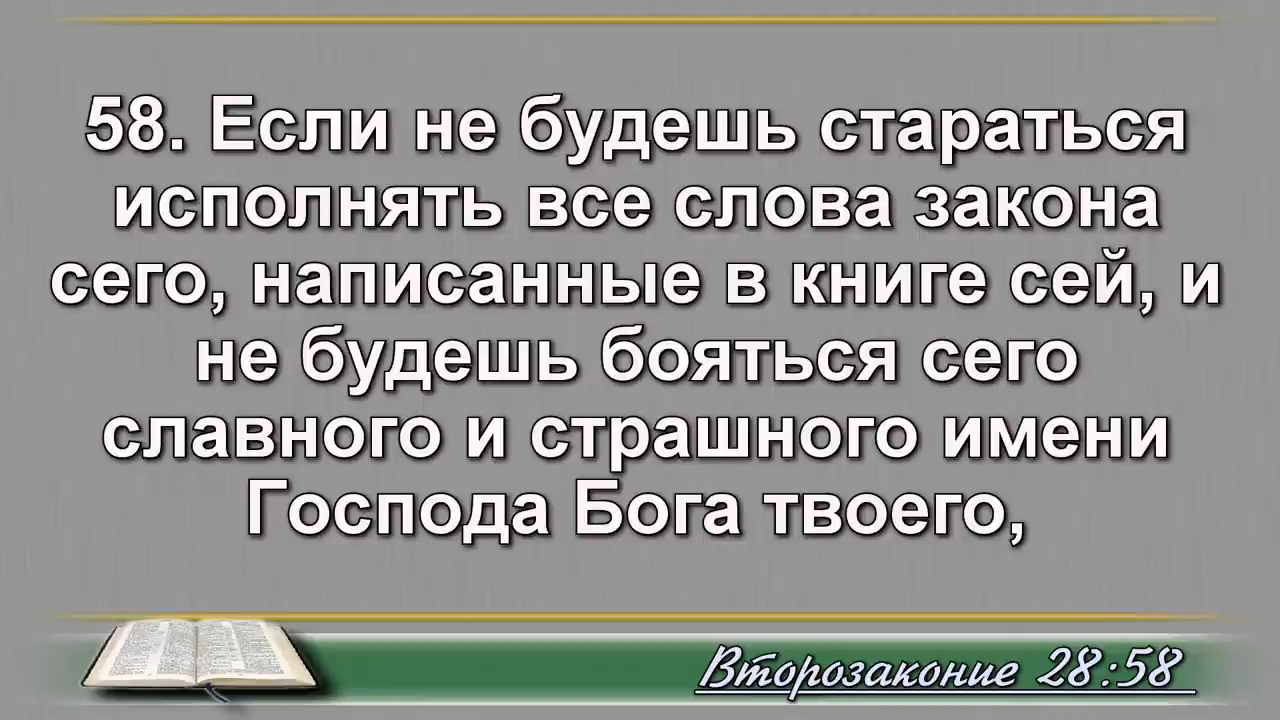 58. Если не будешь стараться
исполнять все слова закона
сего, написанные в книге сей, и
не будешь бояться сего
славного и страшного имени
Господа Бога твоего,
Второзаконие 28:58